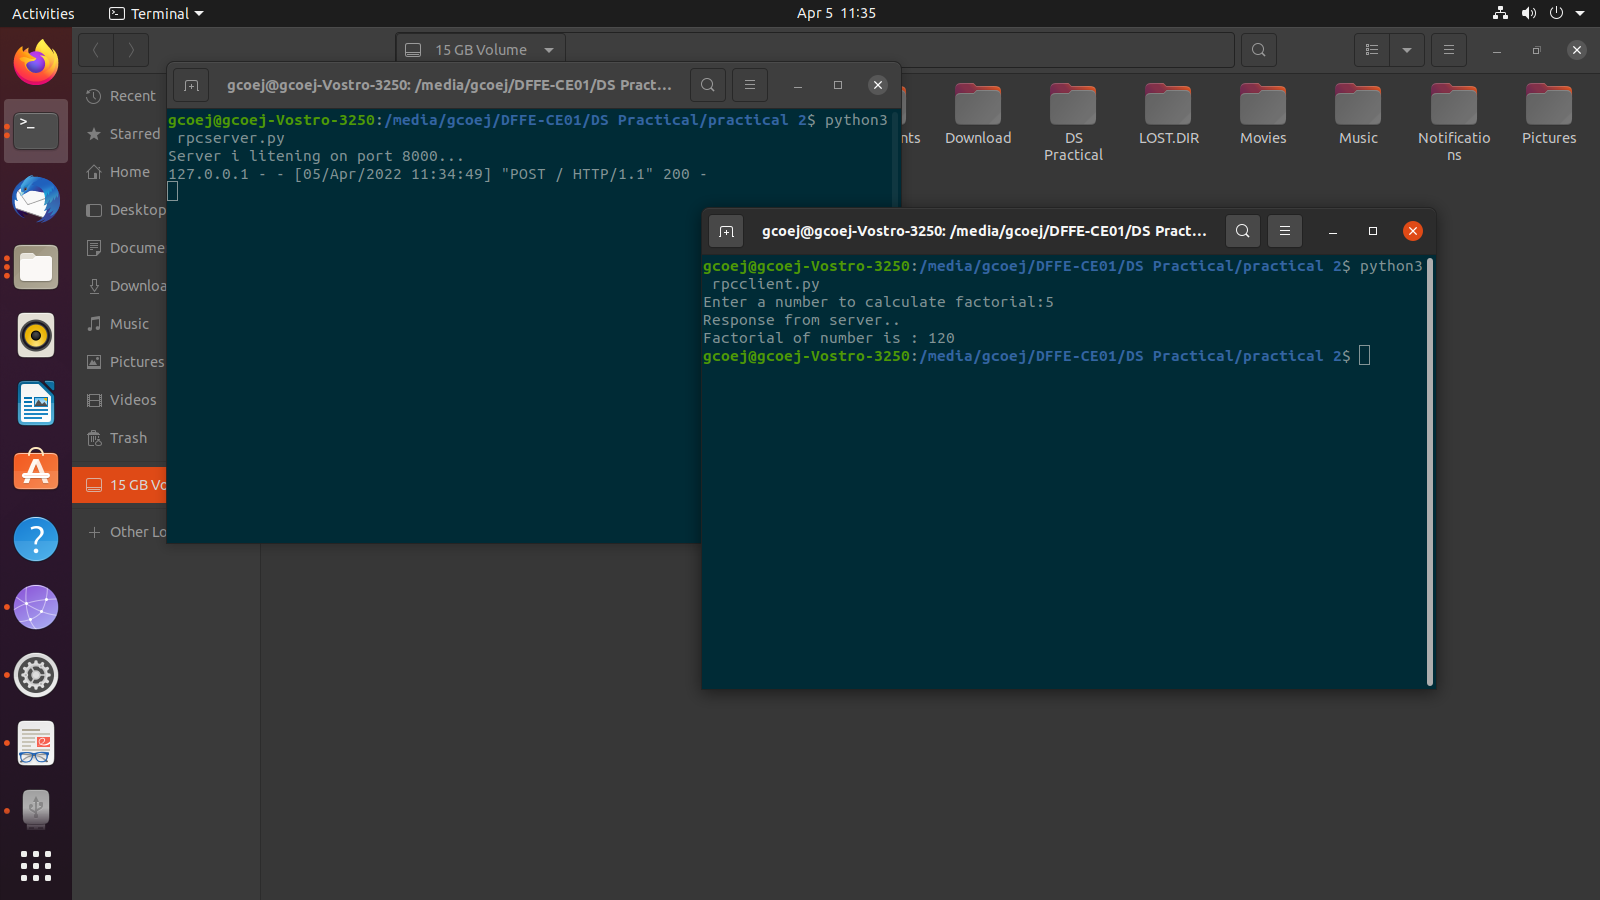 Activities
Terminal
Apr 5 11:35
15 GB Volume
Recent
Starred
Home
Desktop
Docume
Downloa
Music
Pictures
Videos
Trash
15 GB Vo
Other Lo
nts
Download
DS
Practical
LOST.DIR
Movies
Music
Notificatio
ns
Pictures
gcoej@gcoej-Vostro-3250: /media/gcoej/DFFE-CE01/DS Pract...
gcoej@gcoej-Vostro-3250:/media/gcoej/DFFE-CE01/DS Practical/practical 2$ python3
rpcserver.py
Server i litening on port 8000...
127.0.0.1 - - [05/Apr/2022 11:34:49] "POST / HTTP/1.1" 200 -
gcoej@gcoej-Vostro-3250: /media/gcoej/DFFE-CE01/DS Pract...
gcoej@gcoej-Vostro-3250:/media/gcoej/DFFE-CE01/DS Practical/practical 2$ python3
rpcclient.py
Enter a number to calculate factorial:5
Response from server..
Factorial of number is : 120
gcoej@gcoej-Vostro-3250:/media/gcoej/DFFE-CE01/DS Practical/practical 2$